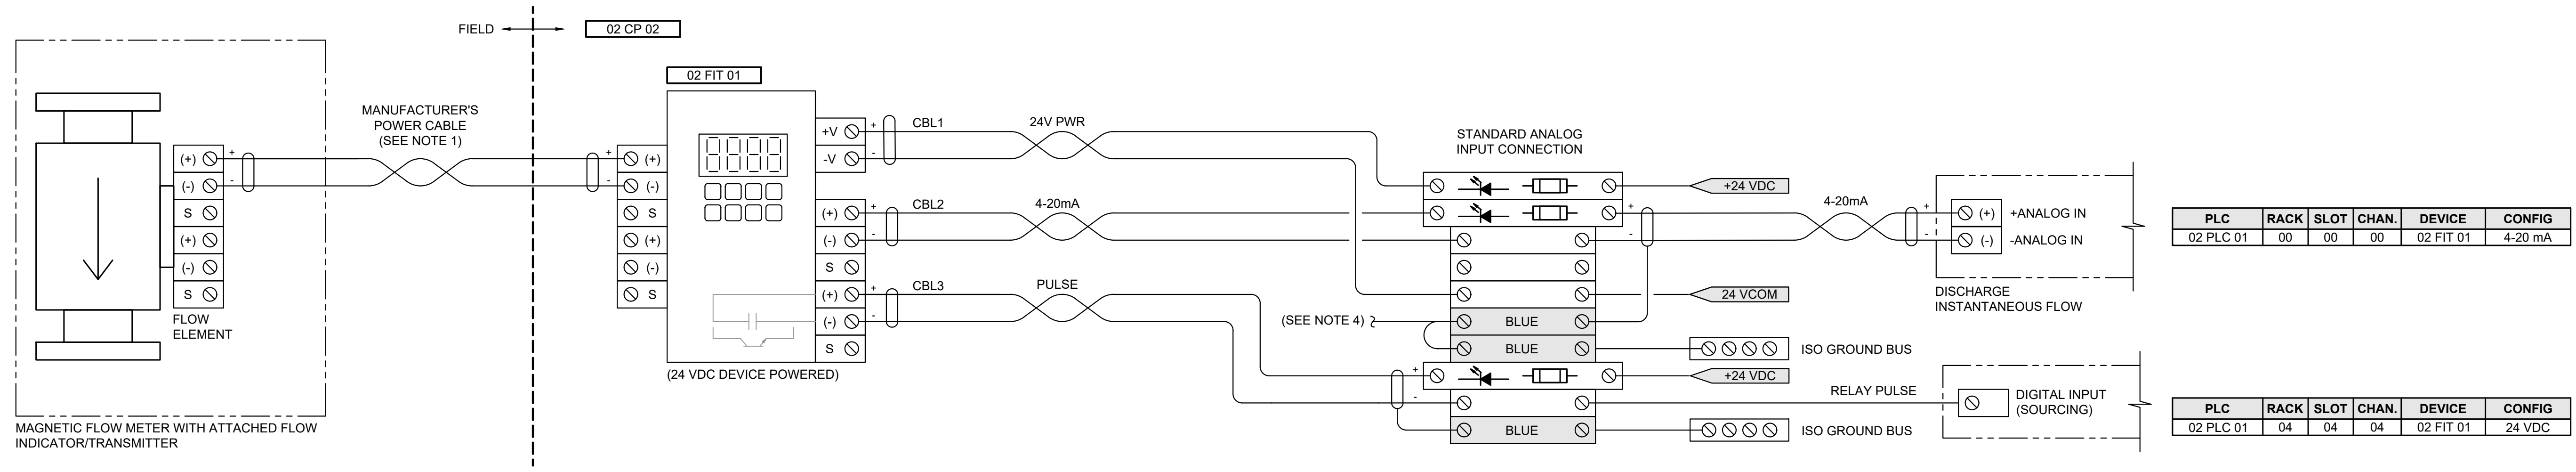 FIELD
02 CP 02
02 FIT 01
MANUFACTURER'S
POWER CABLE
(SEE NOTE 1)
(+) + + (+)
(-) - - (-)
S S
(+) (+)
(-) (-)
S S
FLOW
ELEMENT
MAGNETIC FLOW METER WITH ATTACHED FLOW
INDICATOR/TRANSMITTER
8888
(24 VDC DEVICE POWERED)
+V + CBL1 24V PWR
-V -
(+) + CBL2 4-20mA
(-) -
S
(+) + CBL3 PULSE
(-) -
S
STANDARD ANALOG
INPUT CONNECTION
+24 VDC
+ 4-20mA + (+) +ANALOG IN
- - (-) -ANALOG IN
24 VCOM
DISCHARGE
INSTANTANEOUS FLOW
(SEE NOTE 4) BLUE
BLUE ISO GROUND BUS
+ +24 VDC
- RELAY PULSE DIGITAL INPUT
(SOURCING)
BLUE ISO GROUND BUS
PLC RACK SLOT CHAN. DEVICE CONFIG
02 PLC 01 00 00 00 02 FIT 01 4-20 mA
PLC RACK SLOT CHAN. DEVICE CONFIG
02 PLC 01 04 04 04 02 FIT 01 24 VDC